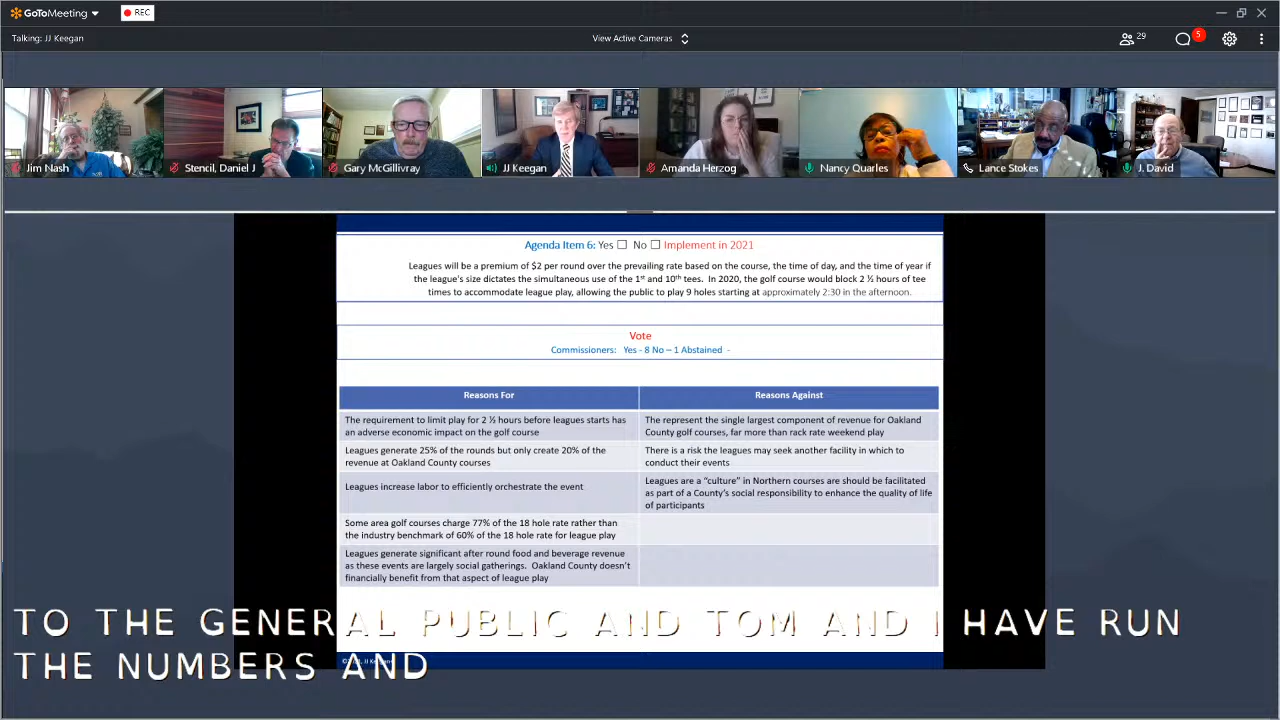 GoToMeeting
REC
Talking: JJ Keegan
View Active Cameras
29
5
Jim Nash
Stencil, Daniel J
Gary McGillivray
JJ Keegan
Amanda Herzog
Nancy Quarles
Lance Stokes
J. David
Agenda Item 6: Yes ☐ No ☐ Implement in 2021
Leagues will be a premium of $2 per round over the prevailing rate based on the course, the time of day, and the time of year if
the league's size dictates the simultaneous use of the 1st and 10th tees. In 2020, the golf course would block 2 ½ hours of tee
times to accommodate league play, allowing the public to play 9 holes starting at approximately 2:30 in the afternoon.
Vote
Commissioners: Yes - 8 No – 1 Abstained -
Reasons For
Reasons Against
The requirement to limit play for 2 ½ hours before leagues starts has
an adverse economic impact on the golf course
The represent the single largest component of revenue for Oakland
County golf courses, far more than rack rate weekend play
Leagues generate 25% of the rounds but only create 20% of the
revenue at Oakland County courses
There is a risk the leagues may seek another facility in which to
conduct their events
Leagues increase labor to efficiently orchestrate the event
Leagues are a “culture” in Northern courses are should be facilitated
as part of a County's social responsibility to enhance the quality of life
of participants
Some area golf courses charge 77% of the 18 hole rate rather than
the industry benchmark of 60% of the 18 hole rate for league play
Leagues generate significant after round food and beverage revenue
as these events are largely social gatherings. Oakland County doesn't
financially benefit from that aspect of league play
TO THE GENERAL PUBLIC AND TOM AND I HAVE RUN
THE NUMBERS AND